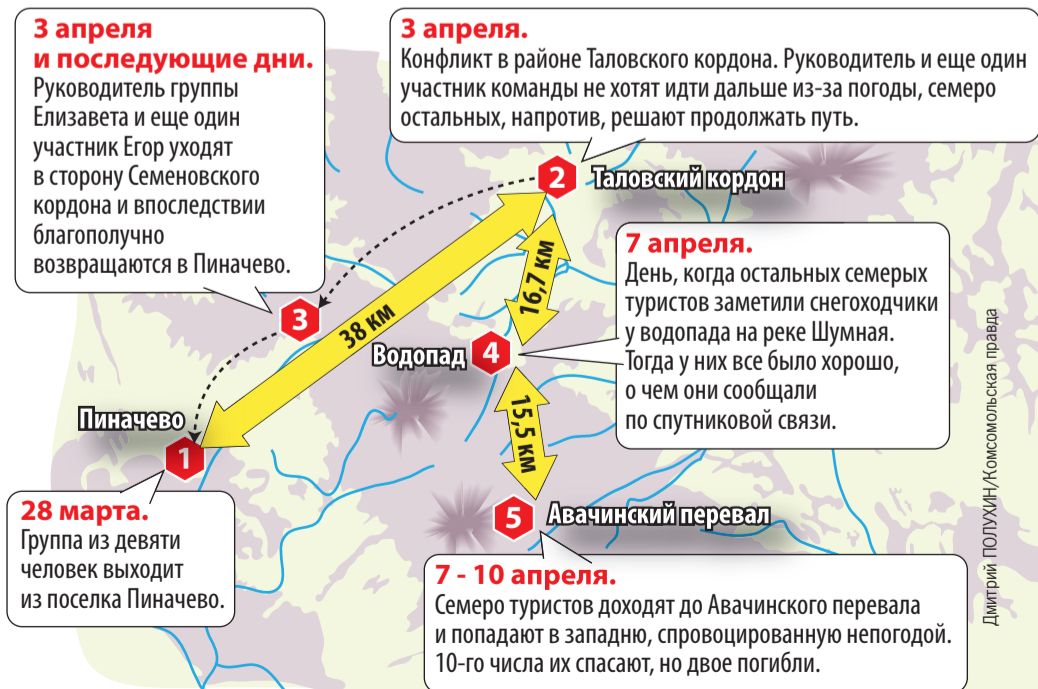 3 апреля
и последующие дни.
Руководитель группы
Елизавета и еще один
участник Егор уходят
в сторону Семеновского
кордона и впоследствии
благополучно
возвращаются в Пиначево.
3 апреля.
Конфликт в районе Таловского кордона. Руководитель и еще один
участник команды не хотят идти дальше из-за погоды, семеро
остальных, напротив, решают продолжать путь.
2
Таловский кордон
7 апреля.
День, когда остальных семерых
туристов заметили снегоходчики
у водопада на реке Шумная.
Тогда у них все было хорошо,
о чем они сообщали
по спутниковой связи.
16,7 км
3
38 км
Водопад
4
Пиначево
1
15,5 км
28 марта.
Группа из девяти
человек выходит
из поселка Пиначево.
5
Авачинский перевал
7 - 10 апреля.
Семеро туристов доходят до Авачинского перевала
и попадают в западню, спровоцированную непогодой.
10-го числа их спасают, но двое погибли.
Дмитрий ПОЛУХИН/Комсомольская правда